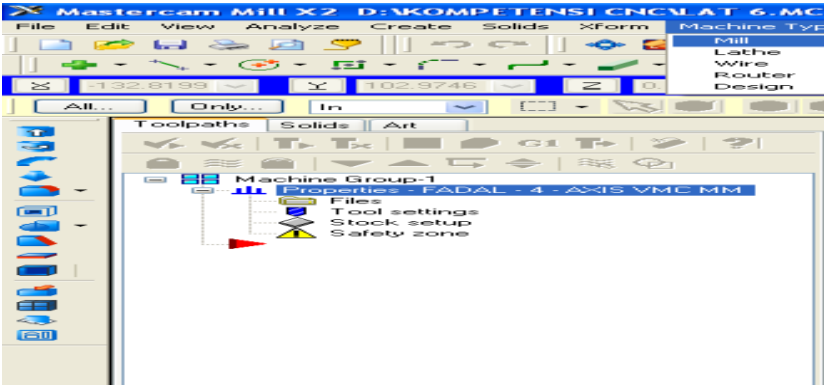 Mastercam Mill X2 D:\KOMPETENSI CNC\LAT 6.MC
File Edit View Analyze Create Solids Xform Machine Typ
Mill
Lathe
Wire
Router
Design
X -132.8199 Y 102.9746 Z 0.
All... Only... In
Toolpaths Solids Art
G1
Machine Group-1
Properties - FADAL - 4 - AXIS VMC MM
Files
Tool settings
Stock setup
Safety zone